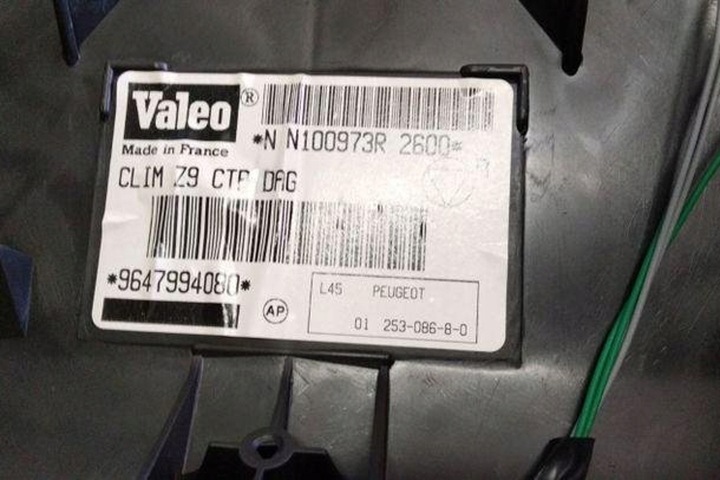 Valeo®
*N N100973R 2600*
Made in France
CLIM Z9 CTP DAG
*9647994080*
AP
L45 PEUGEOT
01 253-086-8-0